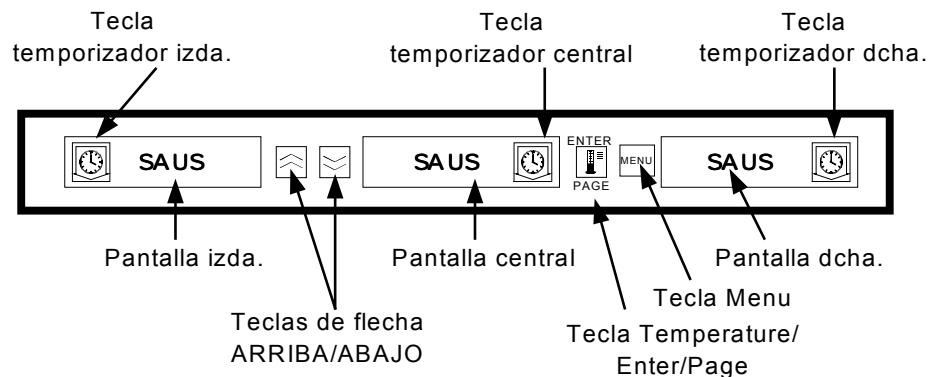 Tecla
temporizador izda.
Tecla
temporizador central
Tecla
temporizador dcha.
SAUS
SAUS
ENTER
PAGE
MENU
SAUS
Pantalla izda.
Pantalla central
Pantalla dcha.
Teclas de flecha
ARRIBA/ABAJO
Tecla Menu
Tecla Temperature/
Enter/Page